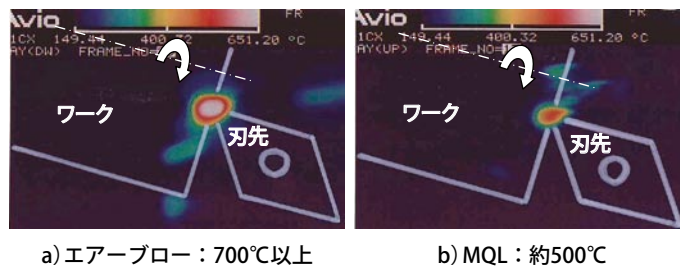 Avio
FR
1CX 149.44 400.32 651.20 °C
AY(DW) FRAME_NO=
ワーク
刃先
a）エアーブロー：700℃以上
Avio
FR
1CX 149.44 400.32 651.20 °C
AY(UP) FRAME_NO=
ワーク
刃先
b）MQL：約500℃